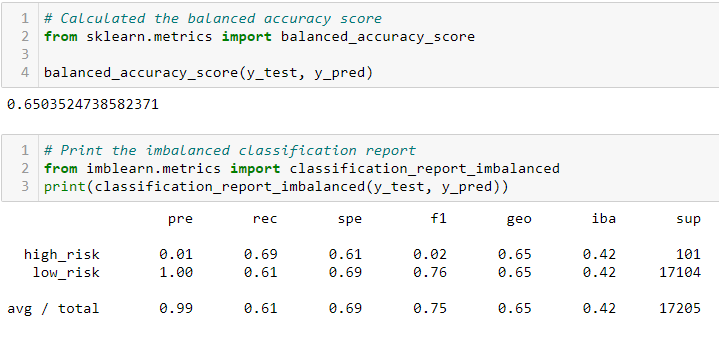 1 # Calculated the balanced accuracy score
2 from sklearn.metrics import balanced_accuracy_score
3
4 balanced_accuracy_score(y_test, y_pred)
0.6503524738582371
1 # Print the imbalanced classification report
2 from imblearn.metrics import classification_report_imbalanced
3 print(classification_report_imbalanced(y_test, y_pred))
pre rec spe f1 geo iba sup
high_risk 0.01 0.69 0.61 0.02 0.65 0.42 101
low_risk 1.00 0.61 0.69 0.76 0.65 0.42 17104
avg / total 0.99 0.61 0.69 0.75 0.65 0.42 17205